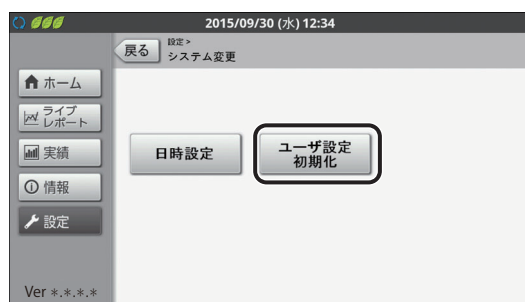 2015/09/30 (水) 12:34
戻る
設定 >
システム変更
ホーム
ライブ
レポート
実績
情報
設定
日時設定
ユーザ設定
初期化
Ver *.*.*.*